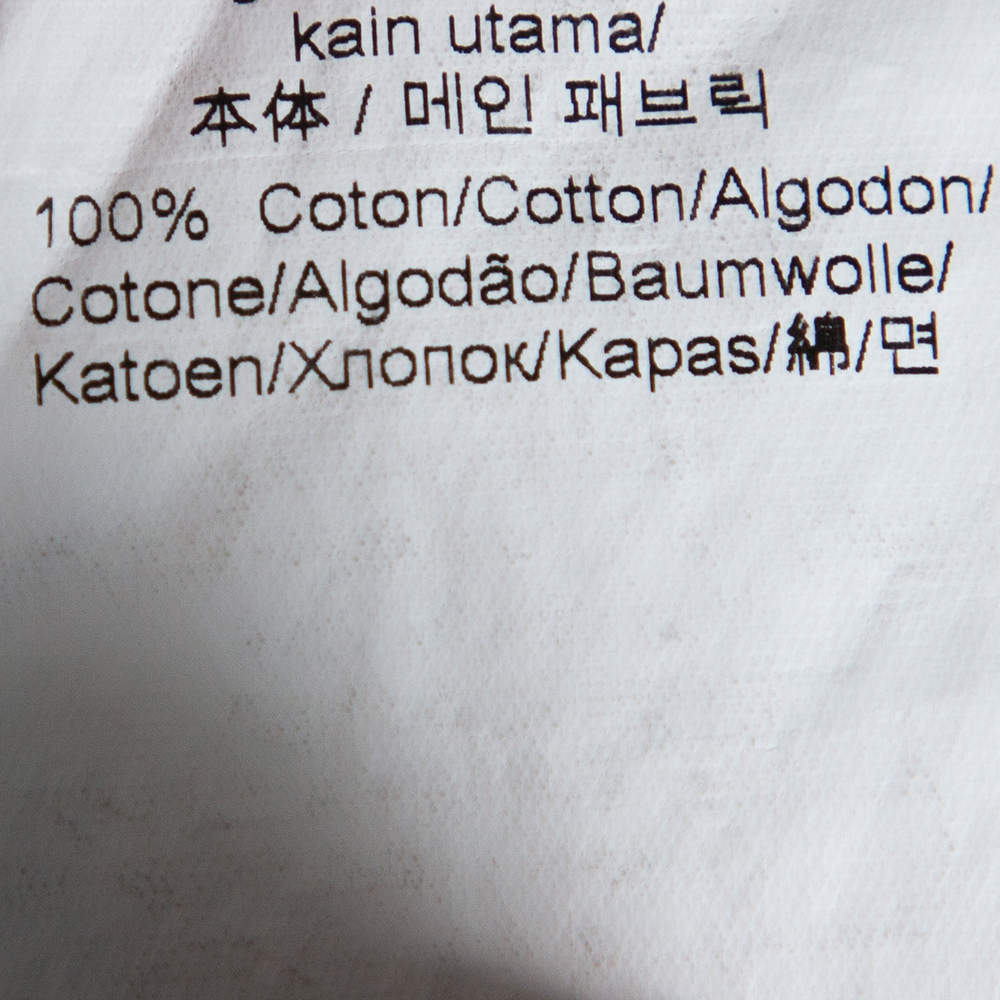 kain utama/
本体 / 메인 패브릭
100% Coton/Cotton/Algodon/
Cotone/Algodão/Baumwolle/
Katoen/Хлопок/Kapas/綿/면